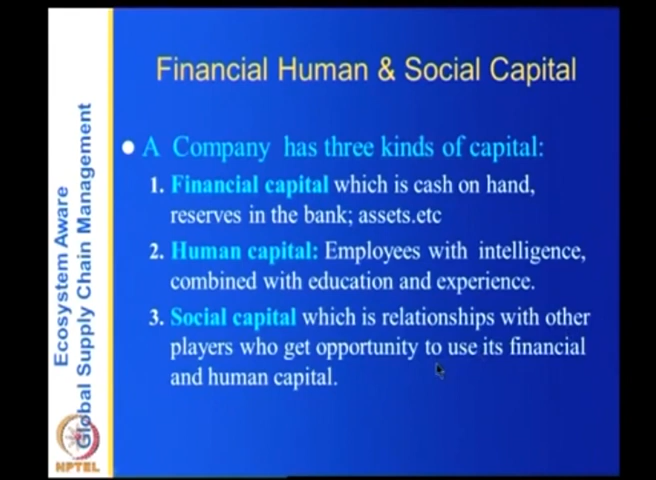 Financial Human & Social Capital
A Company has three kinds of capital:
1. Financial capital which is cash on hand,
reserves in the bank; assets.etc
2. Human capital: Employees with intelligence,
combined with education and experience.
3. Social capital which is relationships with other
players who get opportunity to use its financial
and human capital.
Ecosystem Aware
Global Supply Chain Management
NPTEL